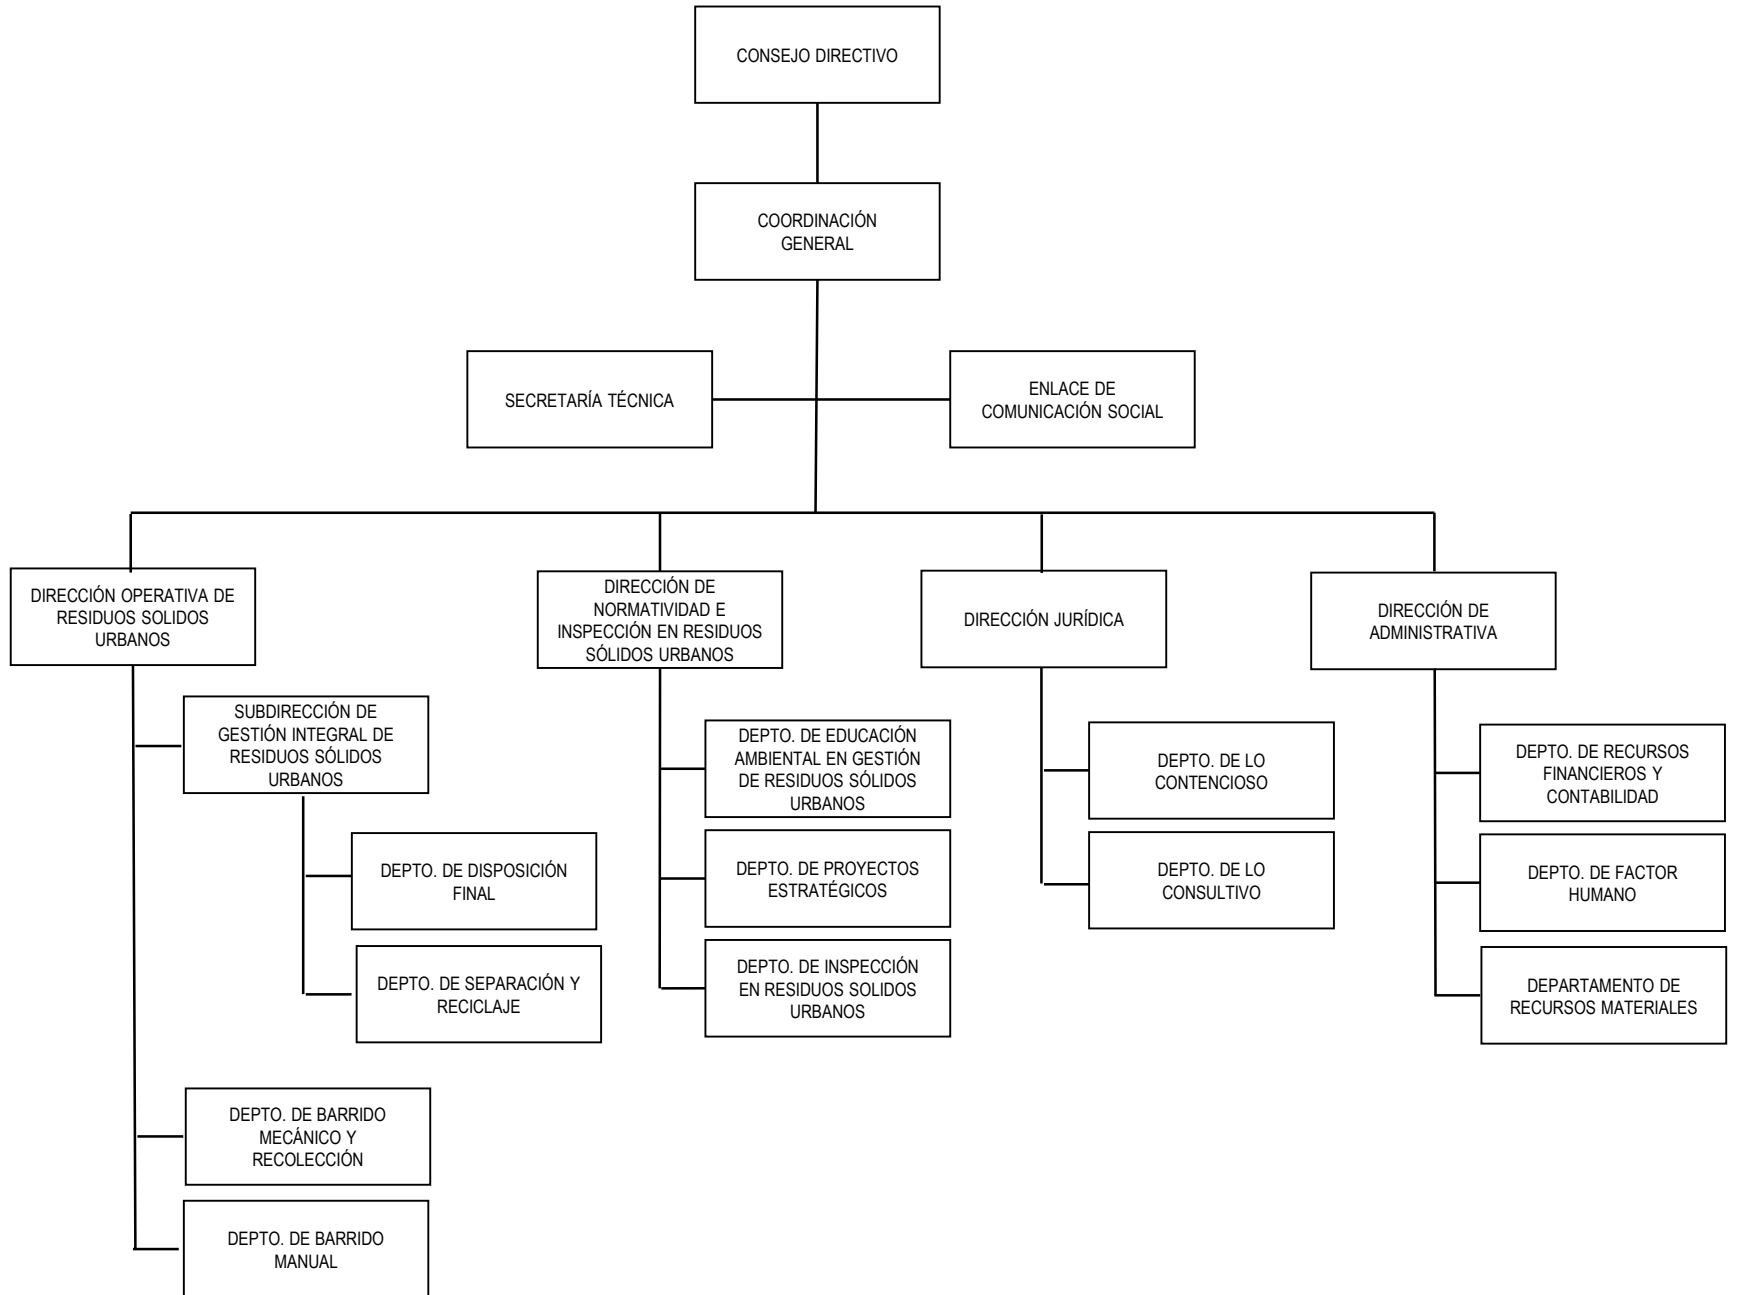 CONSEJO DIRECTIVO
COORDINACIÓN
GENERAL
SECRETARÍA TÉCNICA
ENLACE DE
COMUNICACIÓN SOCIAL
DIRECCIÓN OPERATIVA DE
RESIDUOS SOLIDOS
URBANOS
DIRECCIÓN DE
NORMATIVIDAD E
INSPECCIÓN EN RESIDUOS
SÓLIDOS URBANOS
DIRECCIÓN JURÍDICA
DIRECCIÓN DE
ADMINISTRATIVA
SUBDIRECCIÓN DE
GESTIÓN INTEGRAL DE
RESIDUOS SÓLIDOS
URBANOS
DEPTO. DE DISPOSICIÓN
FINAL
DEPTO. DE SEPARACIÓN Y
RECICLAJE
DEPTO. DE BARRIDO
MECÁNICO Y
RECOLECCIÓN
DEPTO. DE BARRIDO
MANUAL
DEPTO. DE EDUCACIÓN
AMBIENTAL EN GESTIÓN
DE RESIDUOS SÓLIDOS
URBANOS
DEPTO. DE PROYECTOS
ESTRATÉGICOS
DEPTO. DE INSPECCIÓN
EN RESIDUOS SOLIDOS
URBANOS
DEPTO. DE LO
CONTENCIOSO
DEPTO. DE LO
CONSULTIVO
DEPTO. DE RECURSOS
FINANCIEROS Y
CONTABILIDAD
DEPTO. DE FACTOR
HUMANO
DEPARTAMENTO DE
RECURSOS MATERIALES